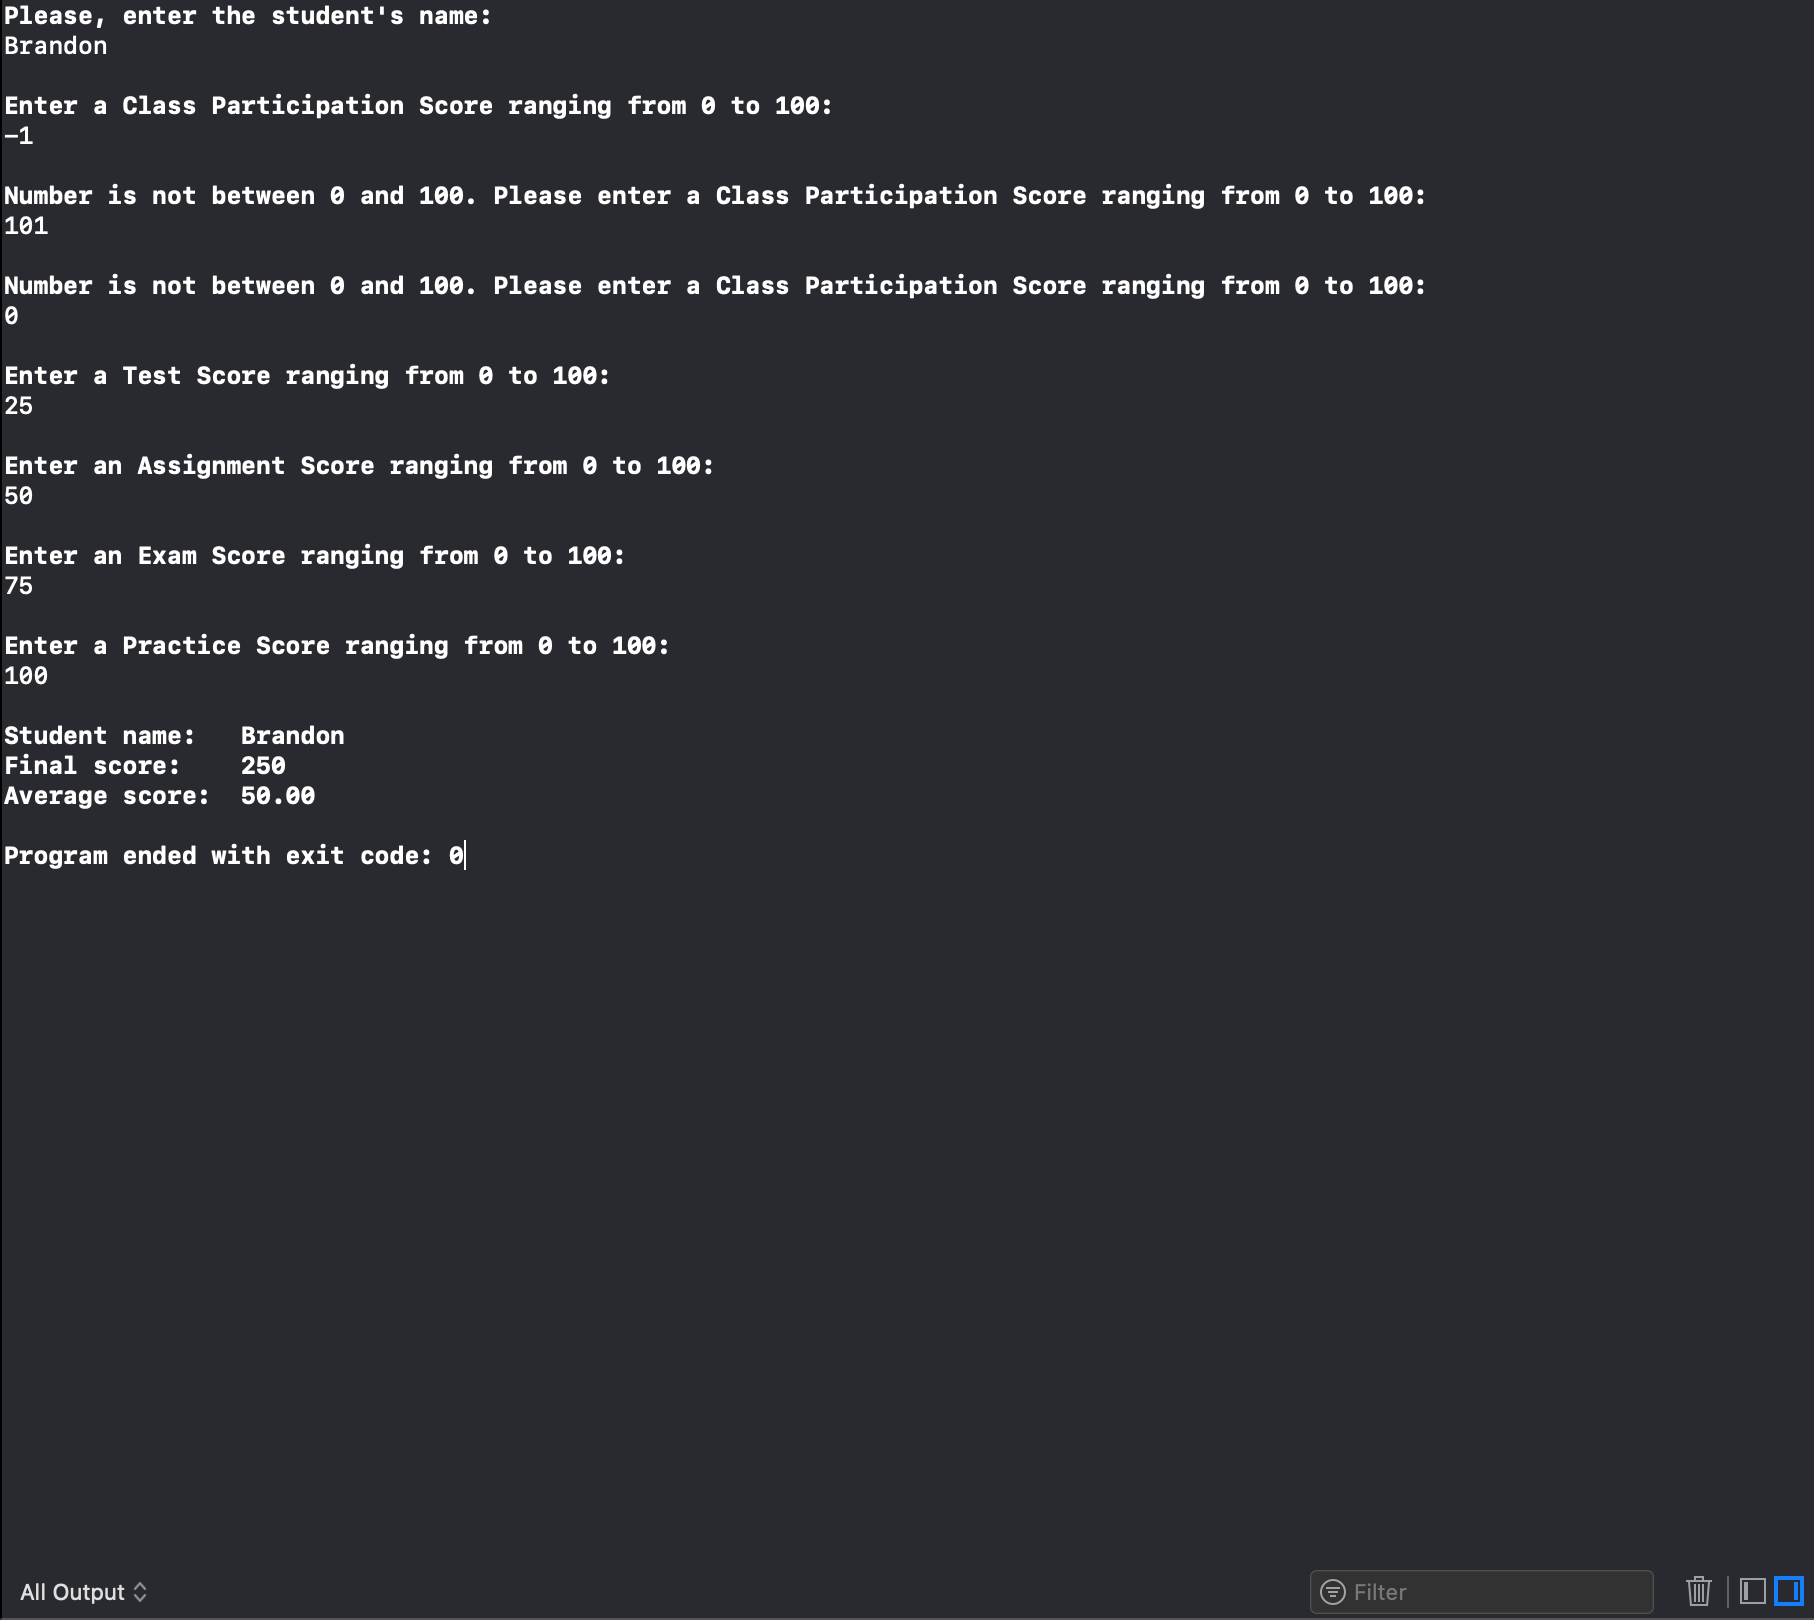 Please, enter the student's name:
Brandon
Enter a Class Participation Score ranging from 0 to 100:
-1
Number is not between 0 and 100. Please enter a Class Participation Score ranging from 0 to 100:
101
Number is not between 0 and 100. Please enter a Class Participation Score ranging from 0 to 100:
0
Enter a Test Score ranging from 0 to 100:
25
Enter an Assignment Score ranging from 0 to 100:
50
Enter an Exam Score ranging from 0 to 100:
75
Enter a Practice Score ranging from 0 to 100:
100
Student name:   Brandon
Final score:    250
Average score:  50.00
Program ended with exit code: 0
All Output
Filter